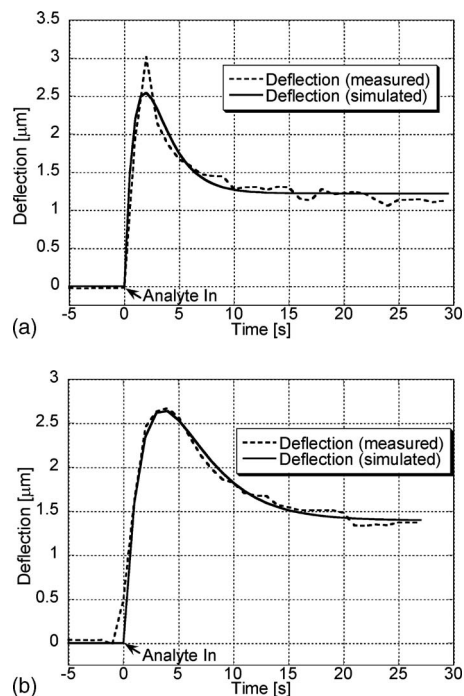 3.5
3
2.5
2
1.5
1
0.5
0
Deflection [μm]
Deflection (measured)
Deflection (simulated)
Analyte In
-5 0 5 10 15 20 25 30
Time [s]
(a)
3
2.5
2
1.5
1
0.5
0
Deflection [μm]
Deflection (measured)
Deflection (simulated)
Analyte In
-5 0 5 10 15 20 25 30
Time [s]
(b)